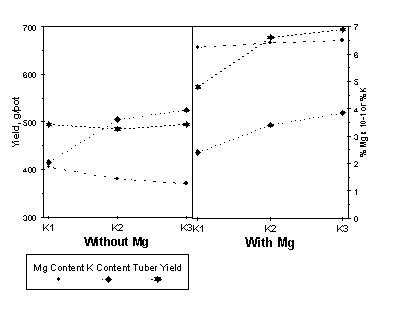 700
600
500
400
300
Yield, g/pot
7
6
5
4
3
2
1
0
% Mg x 10-1 or % K
K1 K2 K3 K1 K2 K3
Without Mg With Mg
Mg Content K Content Tuber Yield